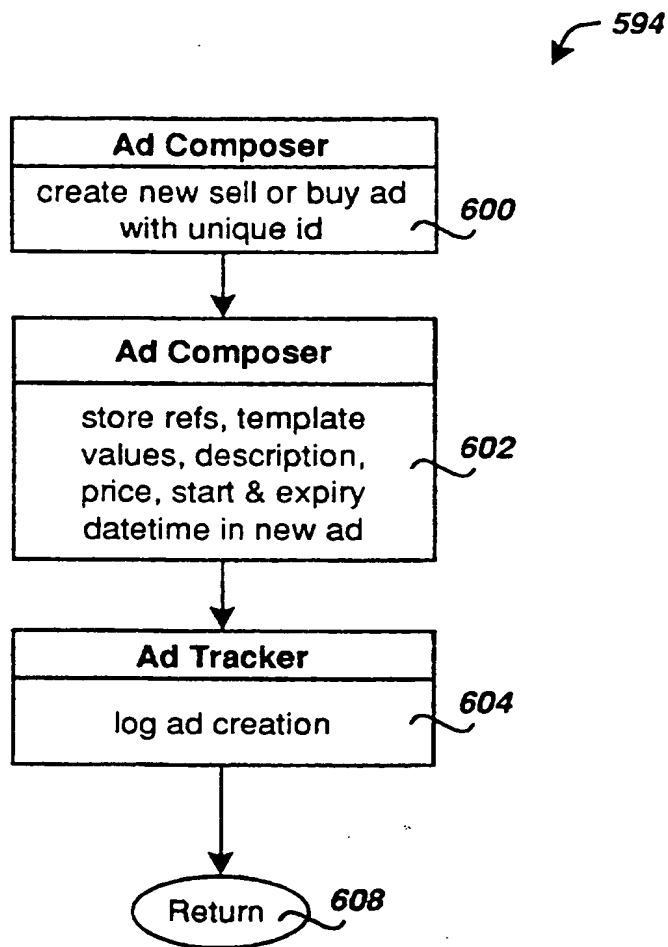 594
Ad Composer
create new sell or buy ad
with unique id
600
Ad Composer
store refs, template
values, description,
price, start & expiry
datetime in new ad
602
Ad Tracker
log ad creation
604
Return
608